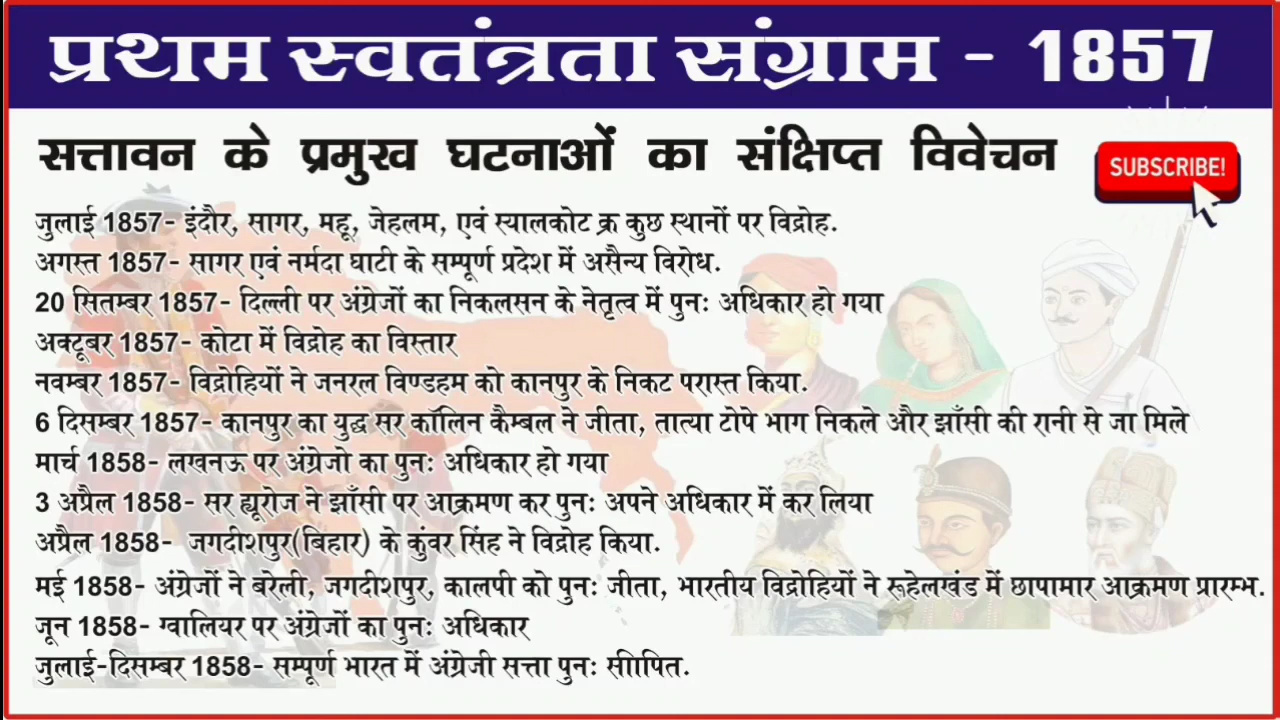 प्रथम स्वतंत्रता संग्राम - 1857
सत्तावन के प्रमुख घटनाओं का संक्षिप्त विवेचन
SUBSCRIBE!
जुलाई 1857- इंदौर, सागर, महू, जेहलम, एवं स्यालकोट क्र कुछ स्थानों पर विद्रोह.
अगस्त 1857- सागर एवं नर्मदा घाटी के सम्पूर्ण प्रदेश में असैन्य विरोध.
20 सितम्बर 1857- दिल्ली पर अंग्रेजों का निकलसन के नेतृत्व में पुनः अधिकार हो गया
अक्टूबर 1857- कोटा में विद्रोह का विस्तार
नवम्बर 1857- विद्रोहियों ने जनरल विण्डहम को कानपुर के निकट परास्त किया.
6 दिसम्बर 1857- कानपुर का युद्ध सर कॉलिन कैम्बल ने जीता, तात्या टोपे भाग निकले और झाँसी की रानी से जा मिले
मार्च 1858- लखनऊ पर अंग्रेजो का पुनः अधिकार हो गया
3 अप्रैल 1858- सर ह्यूरोज ने झाँसी पर आक्रमण कर पुनः अपने अधिकार में कर लिया
अप्रैल 1858- जगदीशपुर(बिहार) के कुंवर सिंह ने विद्रोह किया.
मई 1858- अंग्रेजों ने बरेली, जगदीशपुर, कालपी को पुनः जीता, भारतीय विद्रोहियों ने रूहेलखंड में छापामार आक्रमण प्रारम्भ.
जून 1858- ग्वालियर पर अंग्रेजों का पुनः अधिकार
जुलाई-दिसम्बर 1858- सम्पूर्ण भारत में अंग्रेजी सत्ता पुनः सीापित.